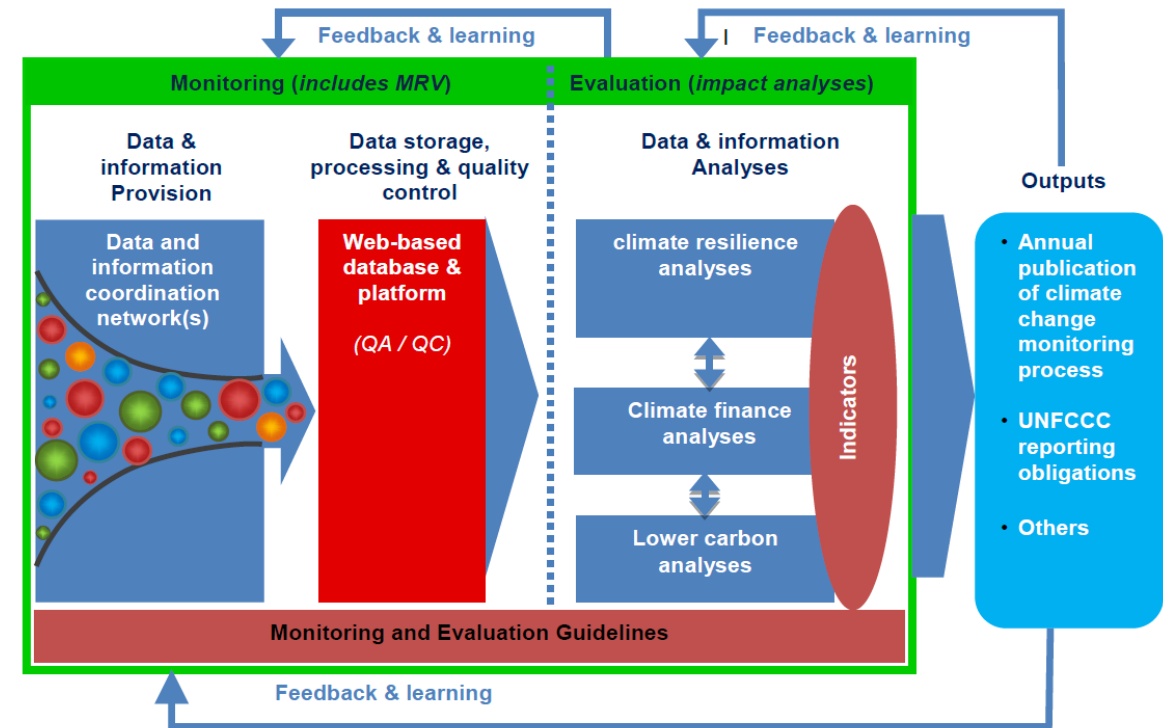 Feedback & learning
| Feedback & learning
Monitoring (includes MRV)
Evaluation (impact analyses)
Data &
information
Provision
Data storage,
processing & quality
control
Data & information
Analyses
Outputs
Data and
information
coordination
network(s)
Web-based
database &
platform
(QA / QC)
climate resilience
analyses
Climate finance
analyses
Lower carbon
analyses
Indicators
• Annual
publication
of climate
change
monitoring
process
• UNFCCC
reporting
obligations
• Others
Monitoring and Evaluation Guidelines
Feedback & learning